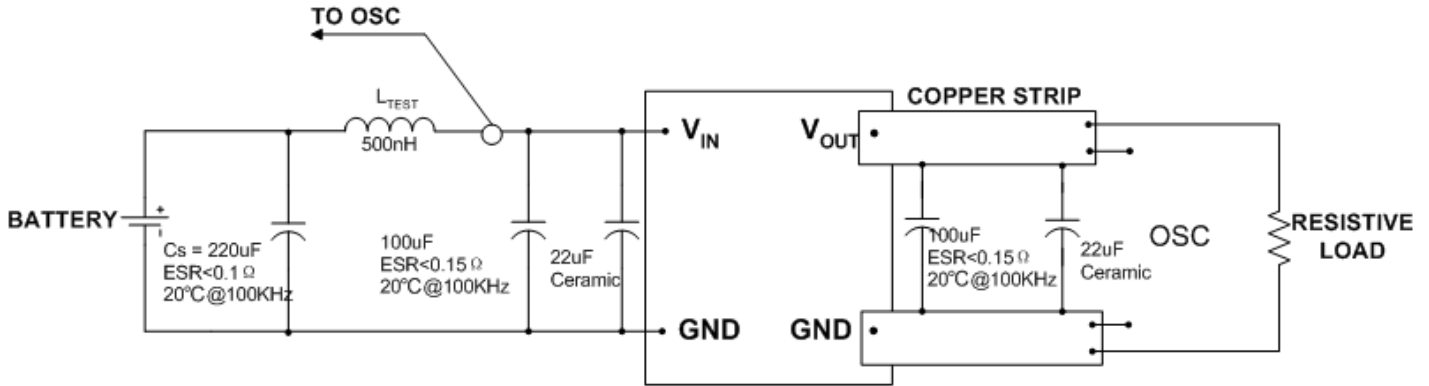 TO OSC
LTEST
500nH
BATTERY
+
-
Cs = 220uF
ESR<0.1Ω
20℃@100KHz
100uF
ESR<0.15Ω
20℃@100KHz
22uF
Ceramic
VIN
GND
VOUT
GND
COPPER STRIP
100uF
ESR<0.15Ω
20℃@100KHz
22uF
Ceramic
OSC
RESISTIVE
LOAD